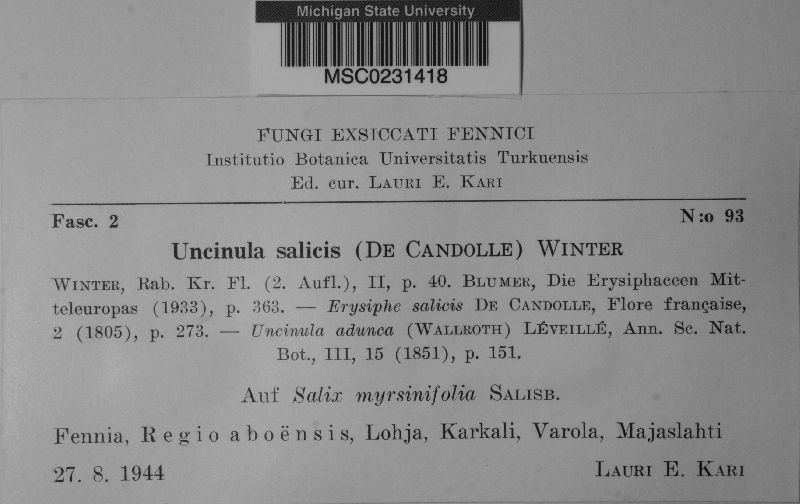 Michigan State University
MSC0231418
FUNGI EXSICCATI FENNICI
Institutio Botanica Universitatis Turkuensis
Ed. cur. LAURI E. KARI
Fasc. 2 N:o 93
Uncinula salicis (DE CANDOLLE) WINTER
WINTER, Rab. Kr. Fl. (2. Aufl.), II, p. 40. BLUMER, Die Erysiphaceen Mit-
teleuropas (1933), p. 363. — Erysiphe salicis DE CANDOLLE, Flore française,
2 (1805), p. 273. — Uncinula adunca (WALLROTH) LÉVEILLÉ, Ann. Sc. Nat.
Bot., III, 15 (1851), p. 151.
Auf Salix myrsinifolia SALISB.
Fennia, Regio aboënsis, Lohja, Karkali, Varola, Majaslahti
27. 8. 1944 LAURI E. KARI